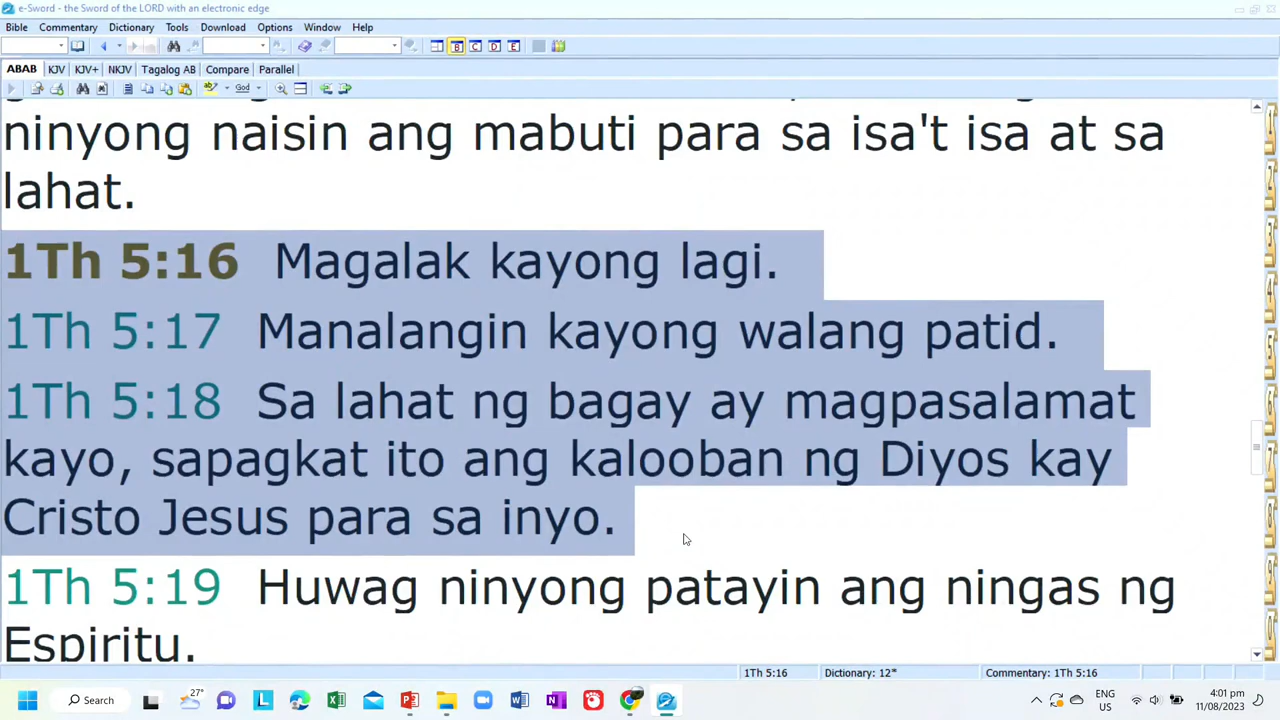 e-Sword - the Sword of the LORD with an electronic edge
Bible Commentary Dictionary Tools Download Options Window Help
B C D E
ABAB KJV KJV+ NKJV Tagalog AB Compare Parallel
God
ninyong naisin ang mabuti para sa isa't isa at sa
lahat.
1Th 5:16 Magalak kayong lagi.
1Th 5:17 Manalangin kayong walang patid.
1Th 5:18 Sa lahat ng bagay ay magpasalamat
kayo, sapagkat ito ang kalooban ng Diyos kay
Cristo Jesus para sa inyo.
1Th 5:19 Huwag ninyong patayin ang ningas ng
Espiritu.
1Th 5:16 Dictionary: 12* Commentary: 1Th 5:16
27° Search ENG US 4:01 pm 11/08/2023